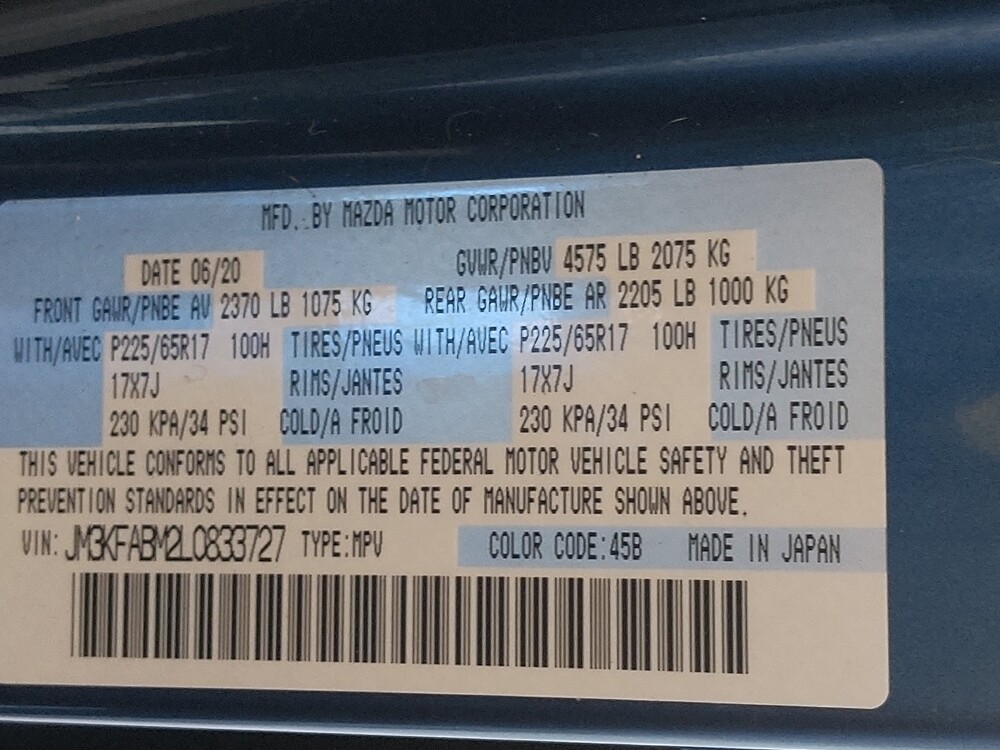 MFD. BY MAZDA MOTOR CORPORATION
DATE 06/20 GVWR/PNBV 4575 LB 2075 KG
FRONT GAWR/PNBE AV 2370 LB 1075 KG REAR GAWR/PNBE AR 2205 LB 1000 KG
WITH/AVEC P225/65R17 100H TIRES/PNEUS WITH/AVEC P225/65R17 100H TIRES/PNEUS
17X7J RIMS/JANTES 17X7J RIMS/JANTES
230 KPA/34 PSI COLD/A FROID 230 KPA/34 PSI COLD/A FROID
THIS VEHICLE CONFORMS TO ALL APPLICABLE FEDERAL MOTOR VEHICLE SAFETY AND THEFT
PREVENTION STANDARDS IN EFFECT ON THE DATE OF MANUFACTURE SHOWN ABOVE.
VIN: JM3KFABM2L0833727 TYPE:MPV COLOR CODE:45B MADE IN JAPAN